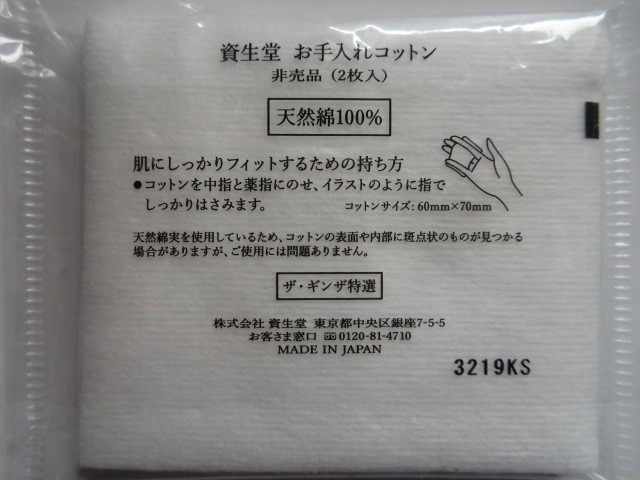 資生堂 お手入れコットン
非売品（2枚入）
天然綿100%
肌にしっかりフィットするための持ち方
●コットンを中指と薬指にのせ、イラストのように指で
しっかりはさみます。
コットンサイズ：60mm×70mm
天然綿実を使用しているため、コットンの表面や内部に斑点状のものが見つかる
場合がありますが、ご使用には問題ありません。
ザ・ギンザ特選
株式会社 資生堂 東京都中央区銀座7-5-5
お客さま窓口 0120-81-4710
MADE IN JAPAN
3219KS